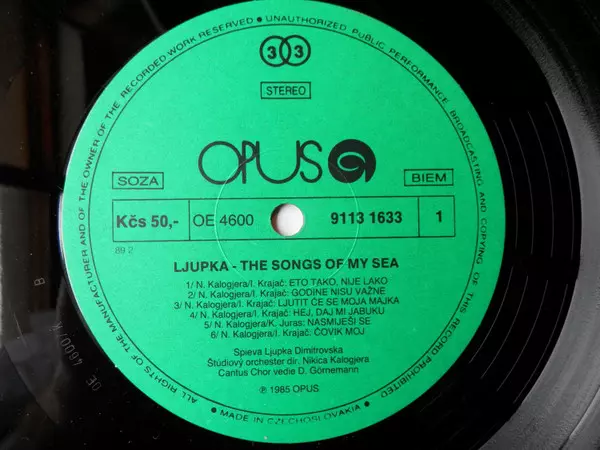 ALL RIGHTS OF THE MANUFACTURER AND OF THE OWNER OF THE RECORDED WORK RESERVED • UNAUTHORIZED PUBLIC PERFORMANCE BROADCASTING AND COPYING OF THIS RECORD PROHIBITED
33
STEREO
OPUS
SOZA
BIEM
Kčs 50,- OE 4600 9113 1633 1
89 2
LJUPKA - THE SONGS OF MY SEA
1/ N. Kalogjera/I. Krajač: ETO TAKO, NIJE LAKO
2/ N. Kalogjera/I. Krajač: GODINE NISU VAŽNE
3/ N. Kalogjera/I. Krajač: LJUTIT ĆE SE MOJA MAJKA
4/ N. Kalogjera/I. Krajač: HEJ, DAJ MI JABUKU
5/ N. Kalogjera/K. Juras: NASMIJEŠI SE
6/ N. Kalogjera/I. Krajač: ČOVIK MOJ
Spieva Ljupka Dimitrovska
Štúdiový orchester dir. Nikica Kalogjera
Cantus Chor vedie D. Görnemann
℗ 1985 OPUS
• MADE IN CZECHOSLOVAKIA •
B
OE 4600